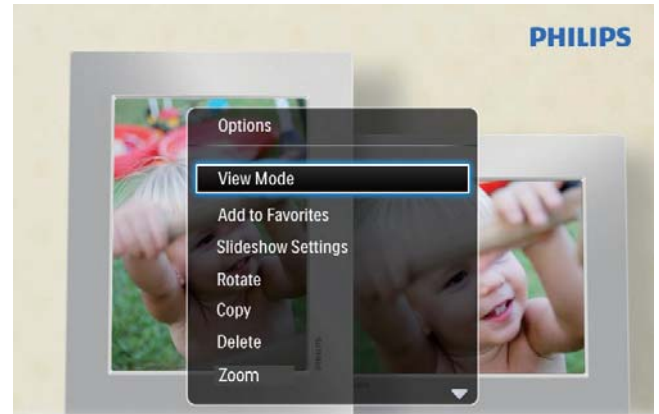 PHILIPS
Options
View Mode
Add to Favorites
Slideshow Settings
Rotate
Copy
Delete
Zoom